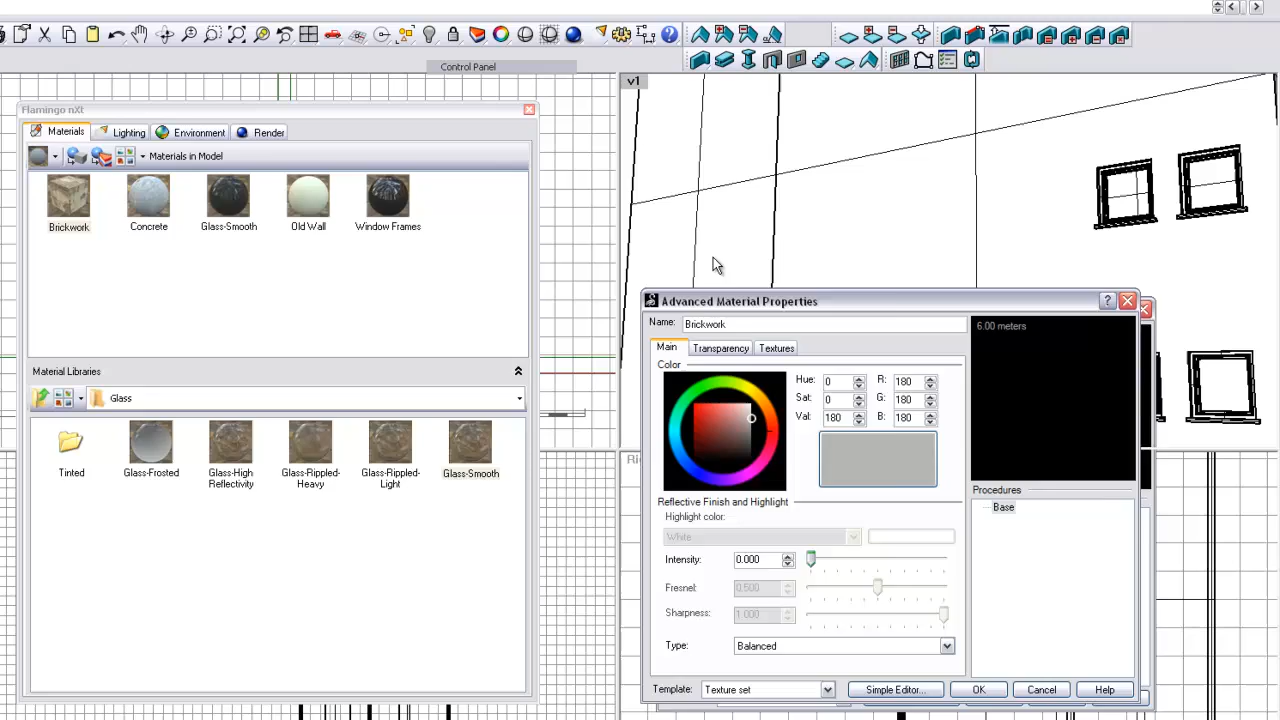 Control Panel
v1
Flamingo nXt
Materials
Lighting
Environment
Render
Materials in Model
Brickwork
Concrete
Glass-Smooth
Old Wall
Window Frames
Material Libraries
Glass
Tinted
Glass-Frosted
Glass-High
Reflectivity
Glass-Rippled-
Heavy
Glass-Rippled-
Light
Glass-Smooth
Advanced Material Properties
Name: Brickwork
Main
Transparency
Textures
Color
Hue: 0
R: 180
Sat: 0
G: 180
Val: 180
B: 180
Reflective Finish and Highlight
Highlight color:
White
Intensity: 0.000
Fresnel: 0.500
Sharpness: 1.000
Type: Balanced
6.00 meters
Procedures
Base
Template: Texture set
Simple Editor...
OK
Cancel
Help